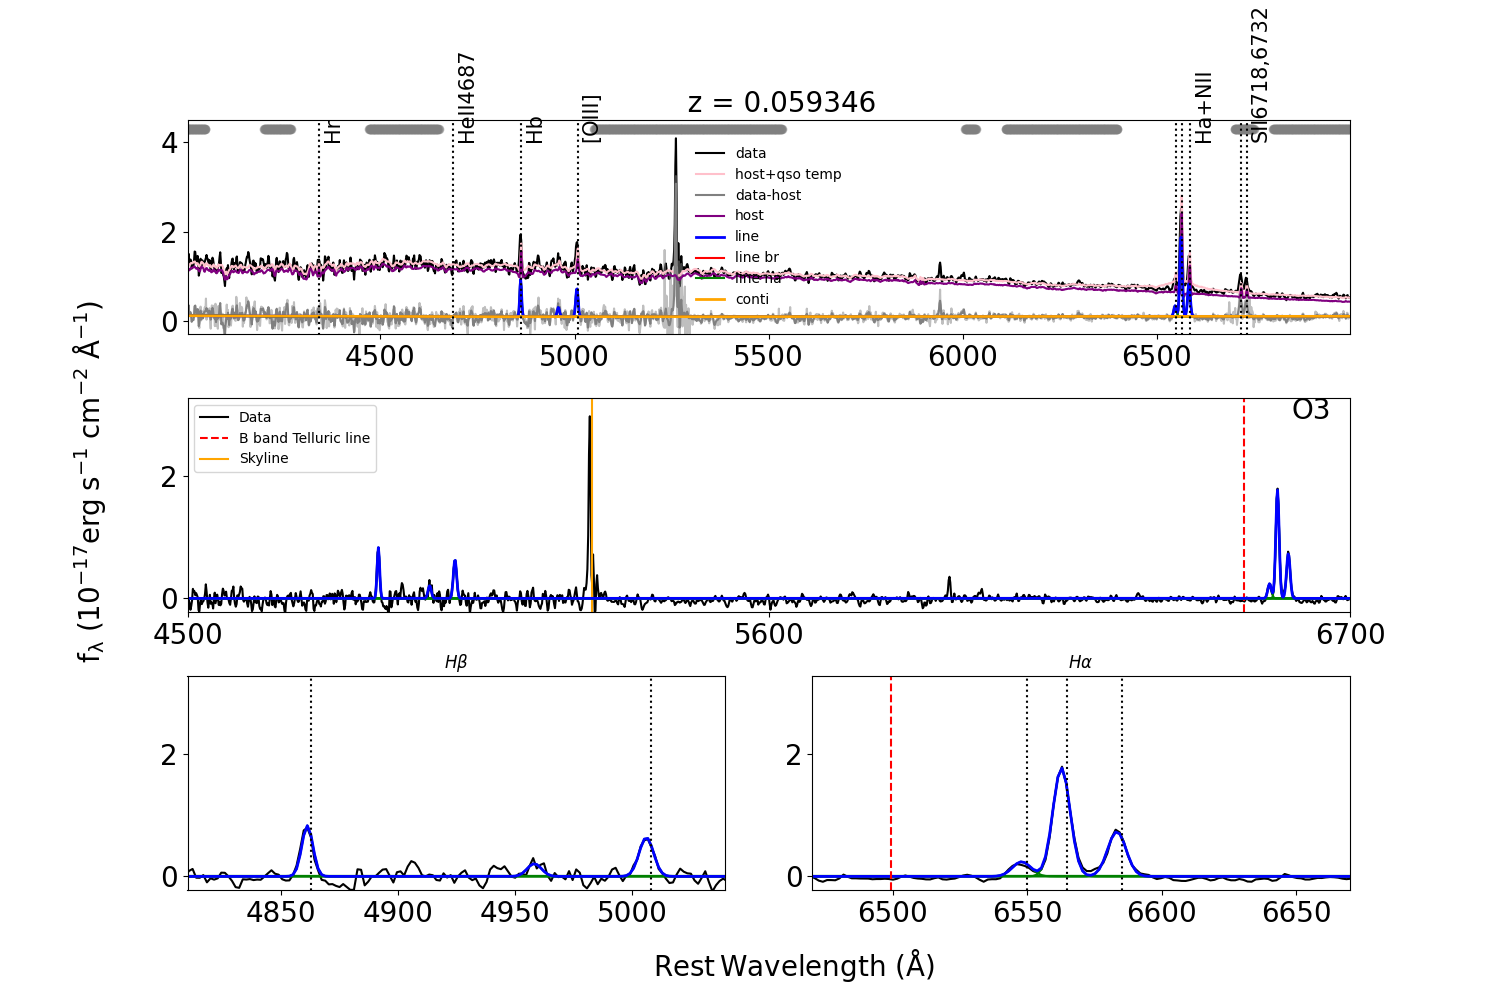 z = 0.059346
Hr
HeII4687
Hb
[OIII]
Ha+NII
SII6718,6732
4
2
0
data
host+qso temp
data-host
host
line
line br
line na
conti
4500 5000 5500 6000 6500
fλ (10⁻¹⁷erg s⁻¹ cm⁻² Å⁻¹)
O3
Data
B band Telluric line
Skyline
2
0
4500 5600 6700
Hβ
2
0
4850 4900 4950 5000
Hα
2
0
6500 6550 6600 6650
Rest Wavelength (Å)